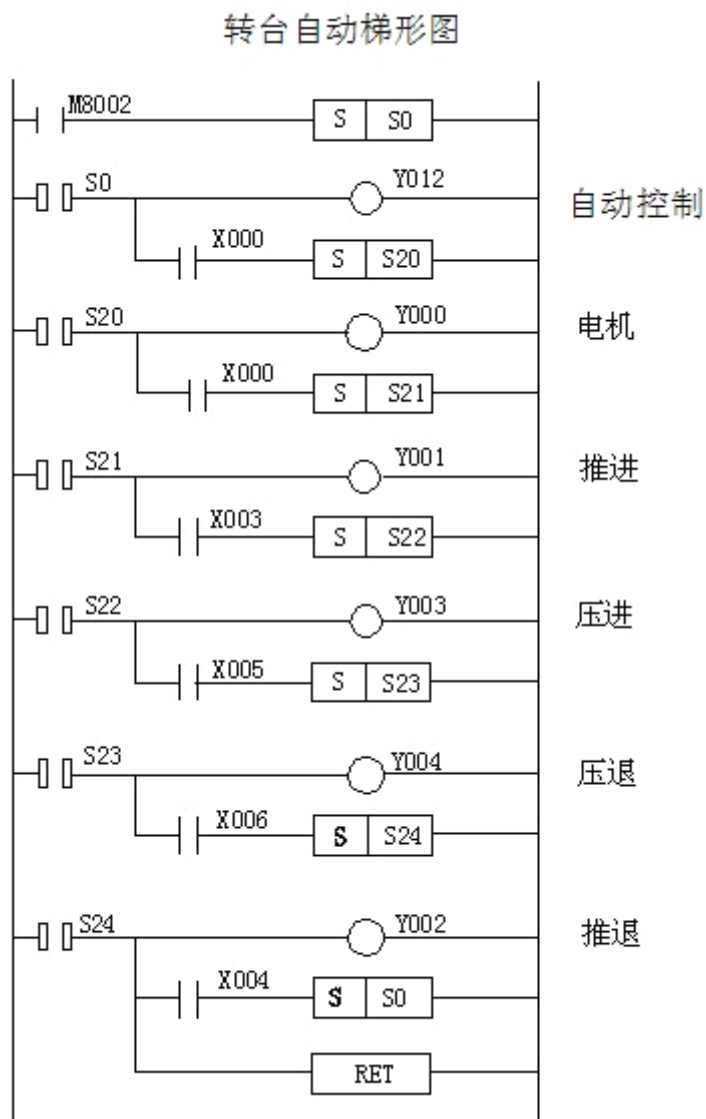 转台自动梯形图
M8002
S S0
S0 Y012 自动控制
X000
S S20
S20 Y000 电机
X000
S S21
S21 Y001 推进
X003
S S22
S22 Y003 压进
X005
S S23
S23 Y004 压退
X006
S S24
S24 Y002 推退
X004
S S0
RET